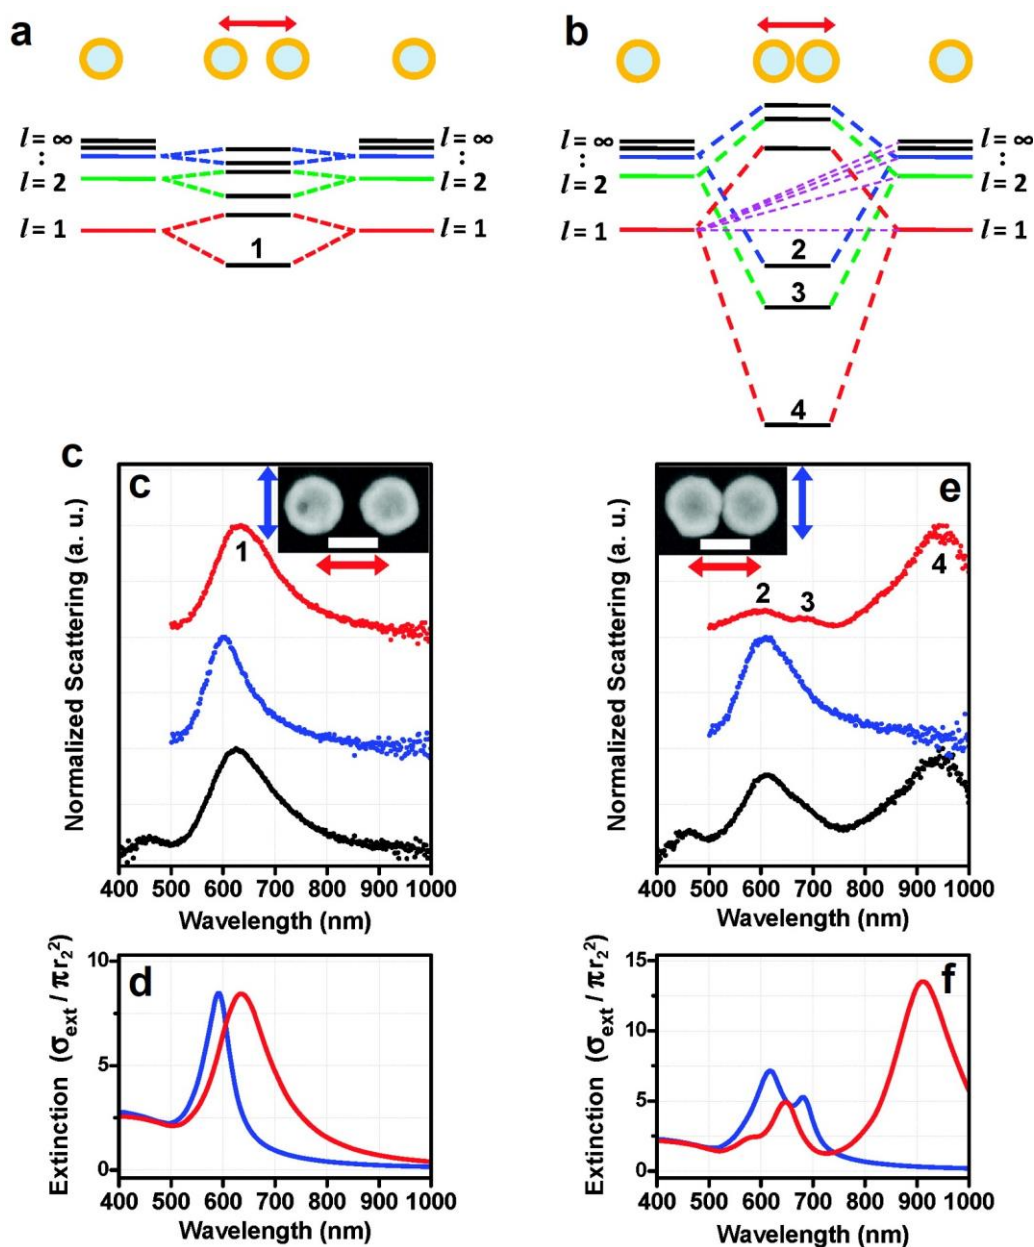 a
b
l = ∞
⋮
l = 2
l = 1
1
l = ∞
⋮
l = 2
l = 1
l = ∞
⋮
l = 2
l = 1
2
3
4
l = ∞
⋮
l = 2
l = 1
c
c
1
Normalized Scattering (a. u.)
400 500 600 700 800 900 1000
Wavelength (nm)
e
2 3 4
Normalized Scattering (a. u.)
400 500 600 700 800 900 1000
Wavelength (nm)
d
Extinction (σext / πr₂²)
10
5
0
400 500 600 700 800 900 1000
Wavelength (nm)
f
Extinction (σext / πr₂²)
15
10
5
0
400 500 600 700 800 900 1000
Wavelength (nm)